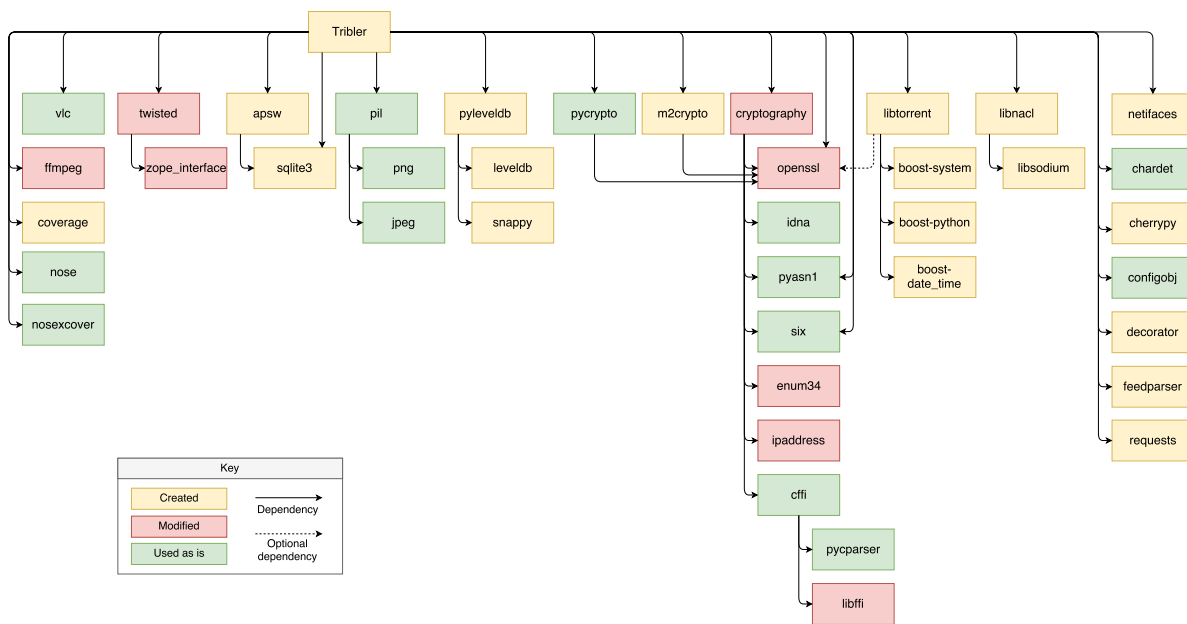 Tribler
vlc
twisted
apsw
pil
pyleveldb
pycrypto
m2crypto
cryptography
libtorrent
libnacl
netifaces
ffmpeg
zope_interface
sqlite3
png
leveldb
openssl
boost-system
libsodium
chardet
coverage
jpeg
snappy
idna
boost-python
cherrypy
nose
pyasn1
boost-
date_time
configobj
nosexcover
six
decorator
enum34
feedparser
ipaddress
requests
Key
Created
Dependency
Modified
Optional
dependency
Used as is
cffi
pycparser
libffi